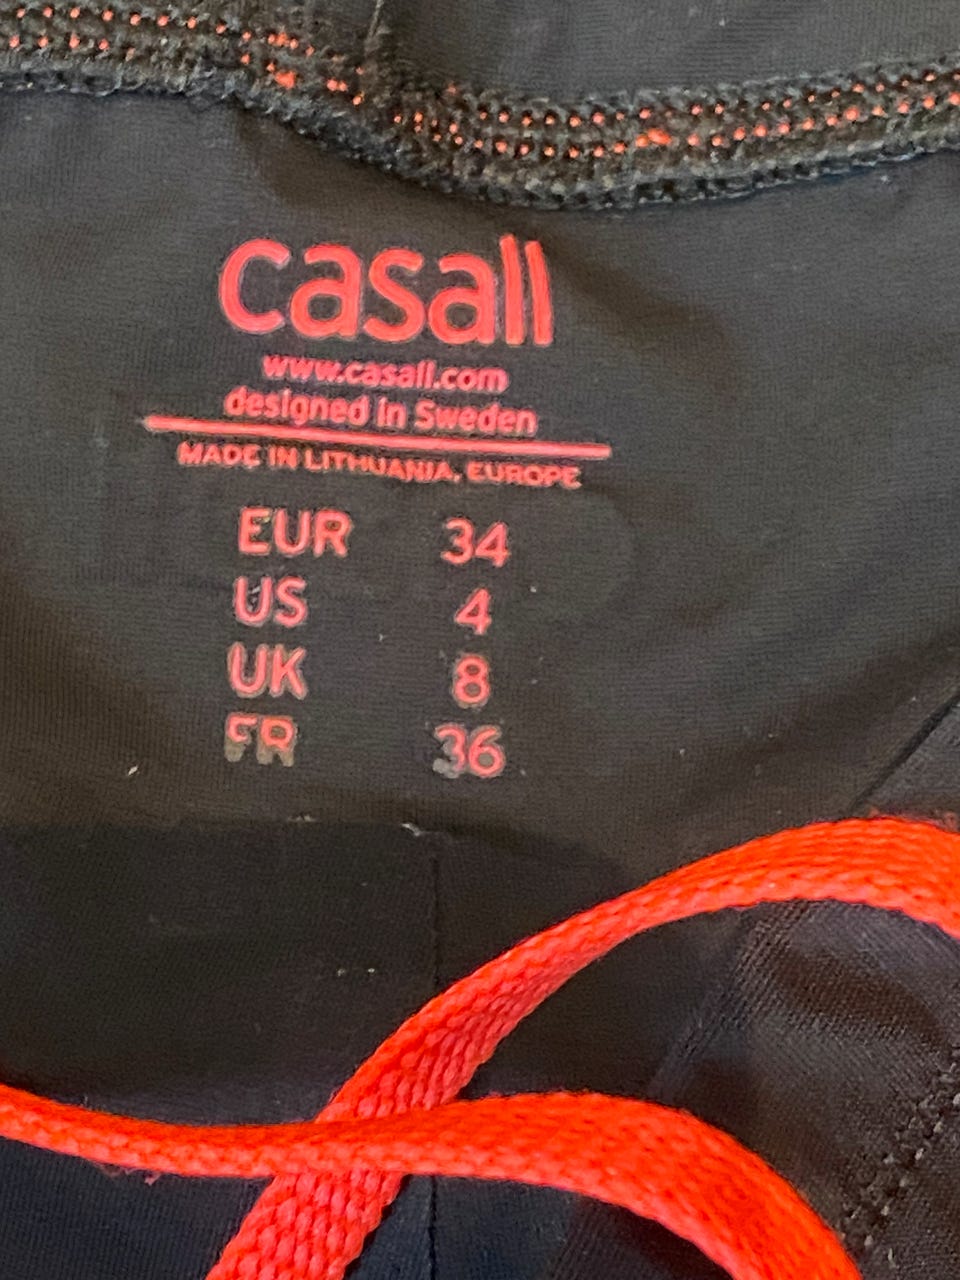 casall
www.casall.com
designed in Sweden
MADE IN LITHUANIA, EUROPE
EUR 34
US 4
UK 8
FR 36